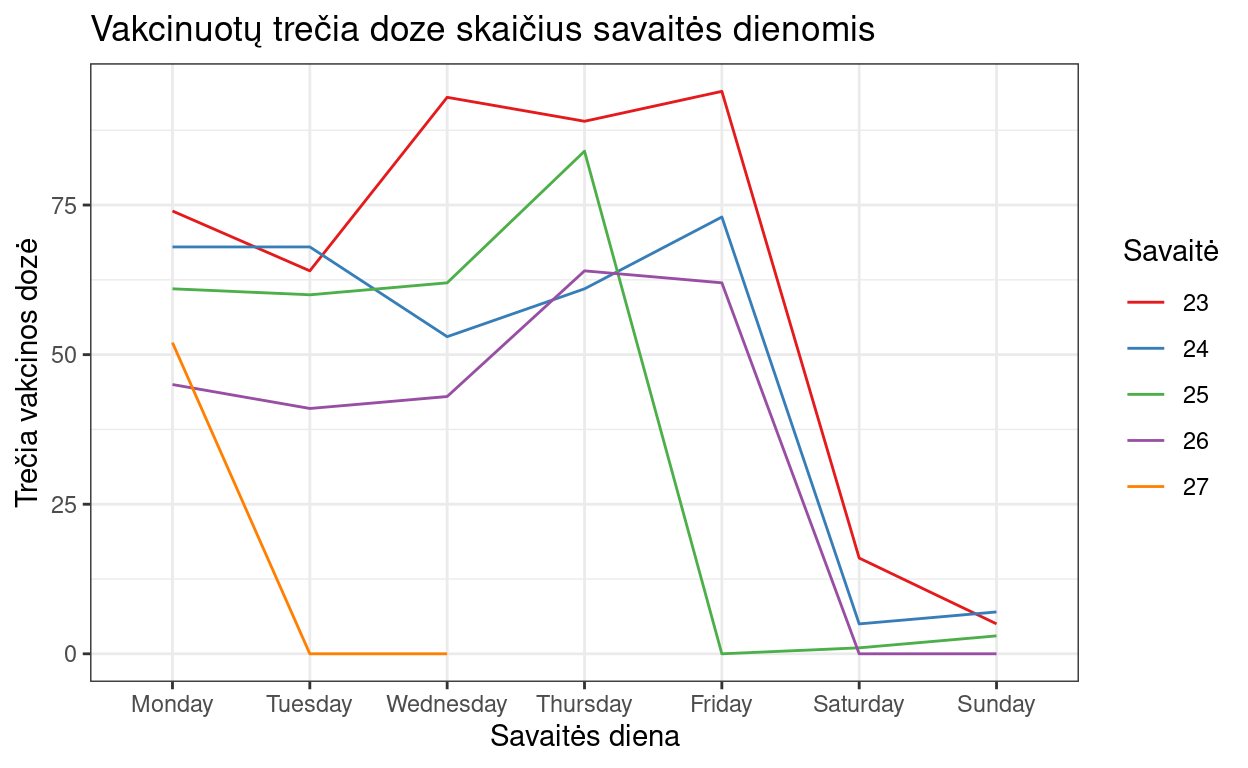 Vakcinuotų trečia doze skaičius savaitės dienomis
Trečia vakcinos dozė
75
50
25
0
Monday
Tuesday
Wednesday
Thursday
Friday
Saturday
Sunday
Savaitės diena
Savaitė
23
24
25
26
27